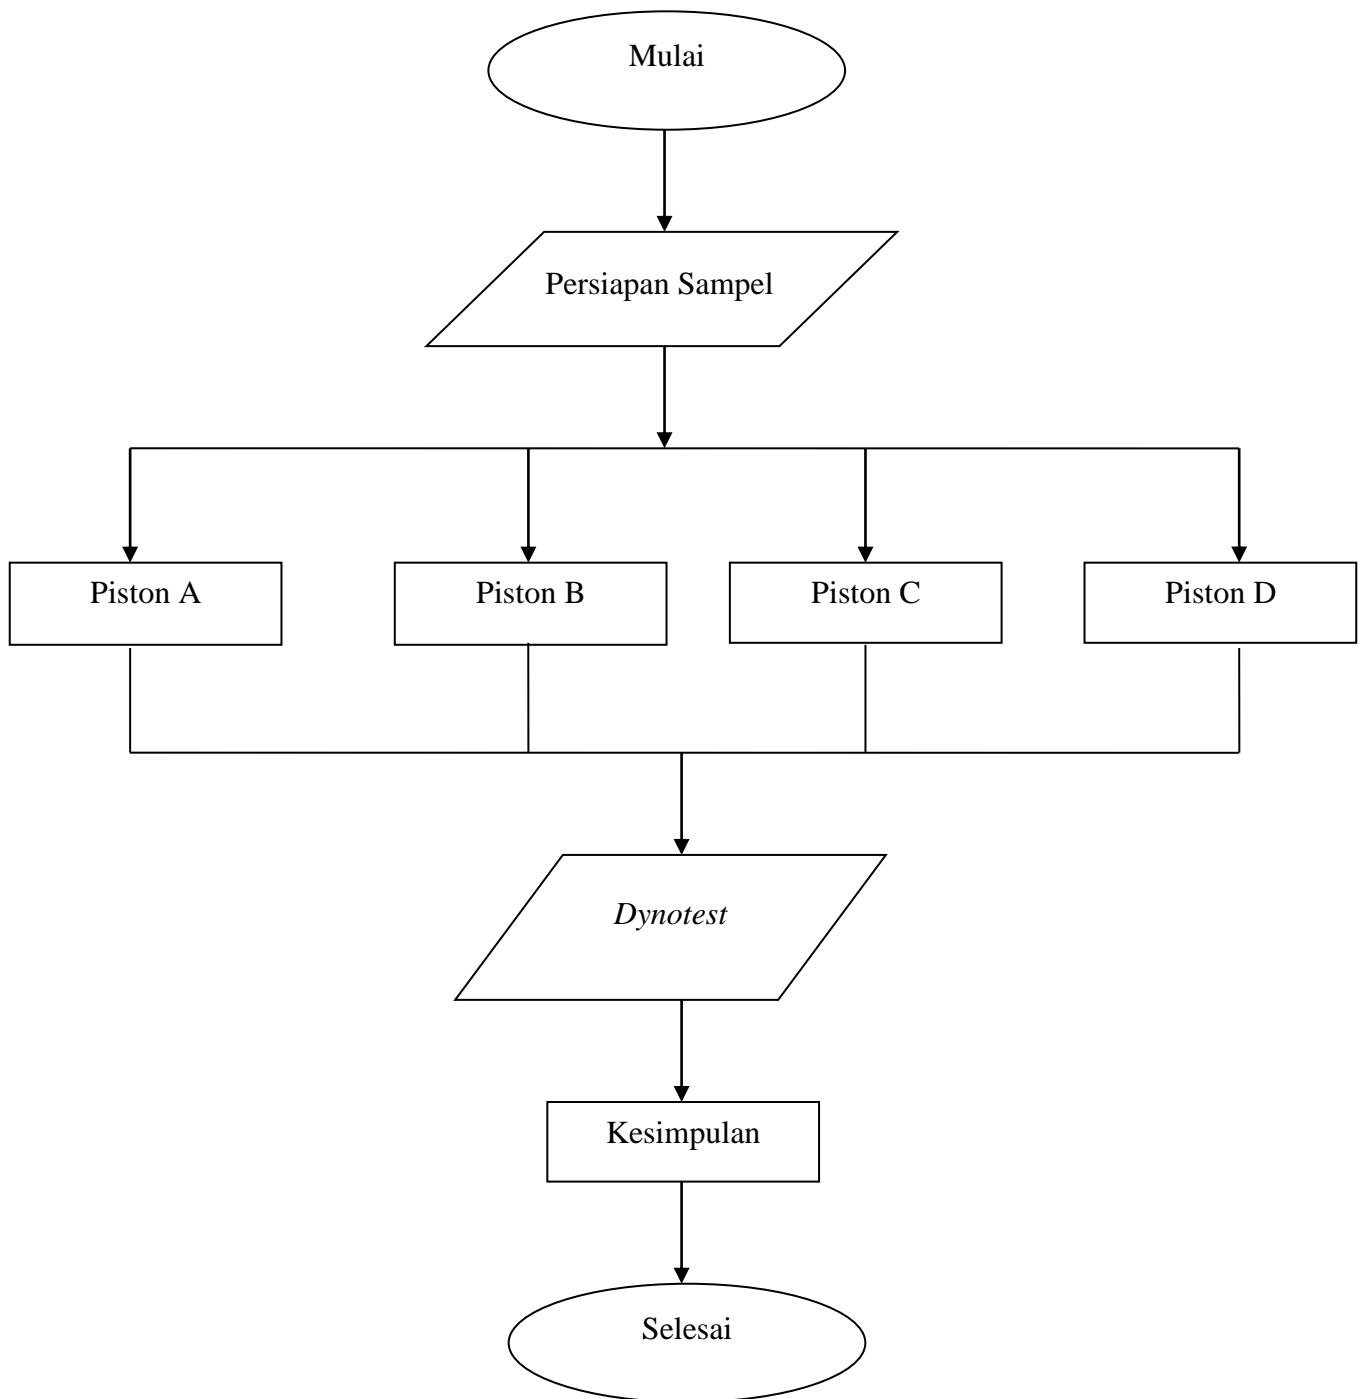 Mulai
Persiapan Sampel
Piston A
Piston B
Piston C
Piston D
Dynotest
Kesimpulan
Selesai